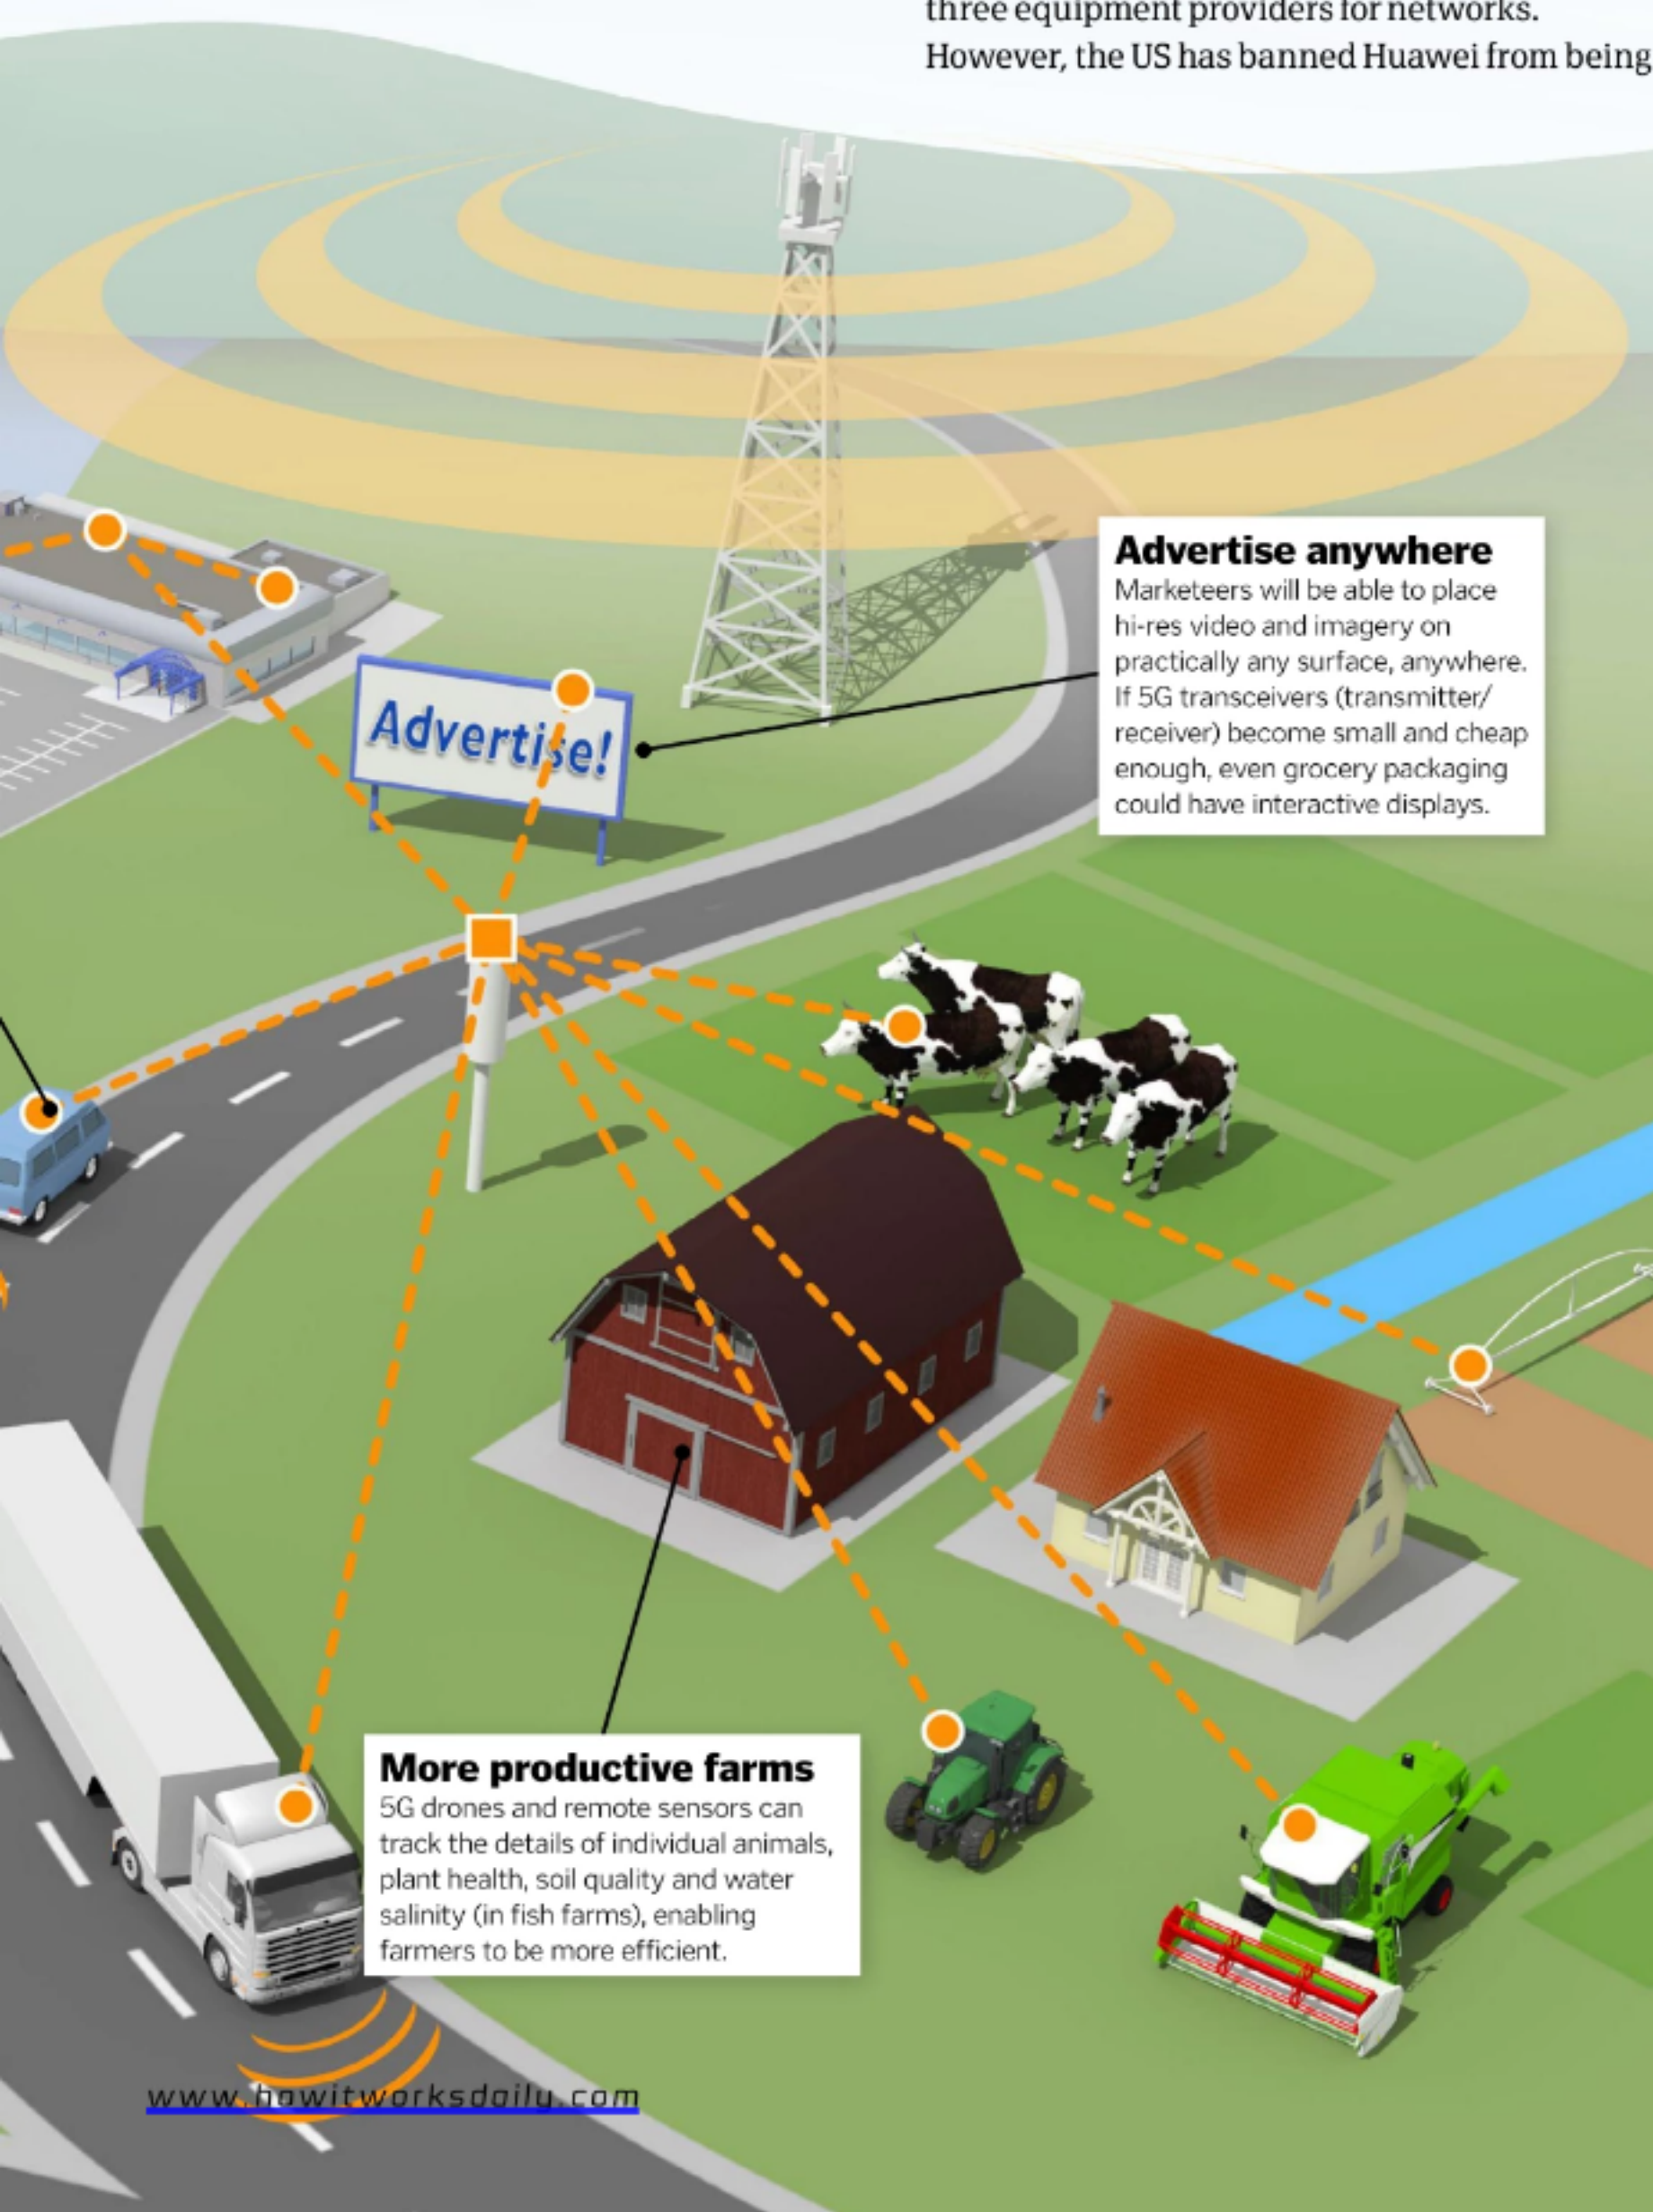 three equipment providers for networks.
However, the US has banned Huawei from being
Advertise anywhere
Marketeers will be able to place
hi-res video and imagery on
practically any surface, anywhere.
If 5G transceivers (transmitter/
receiver) become small and cheap
enough, even grocery packaging
could have interactive displays.
Advertise!
More productive farms
5G drones and remote sensors can
track the details of individual animals,
plant health, soil quality and water
salinity (in fish farms), enabling
farmers to be more efficient.
www.howitworksdaily.com